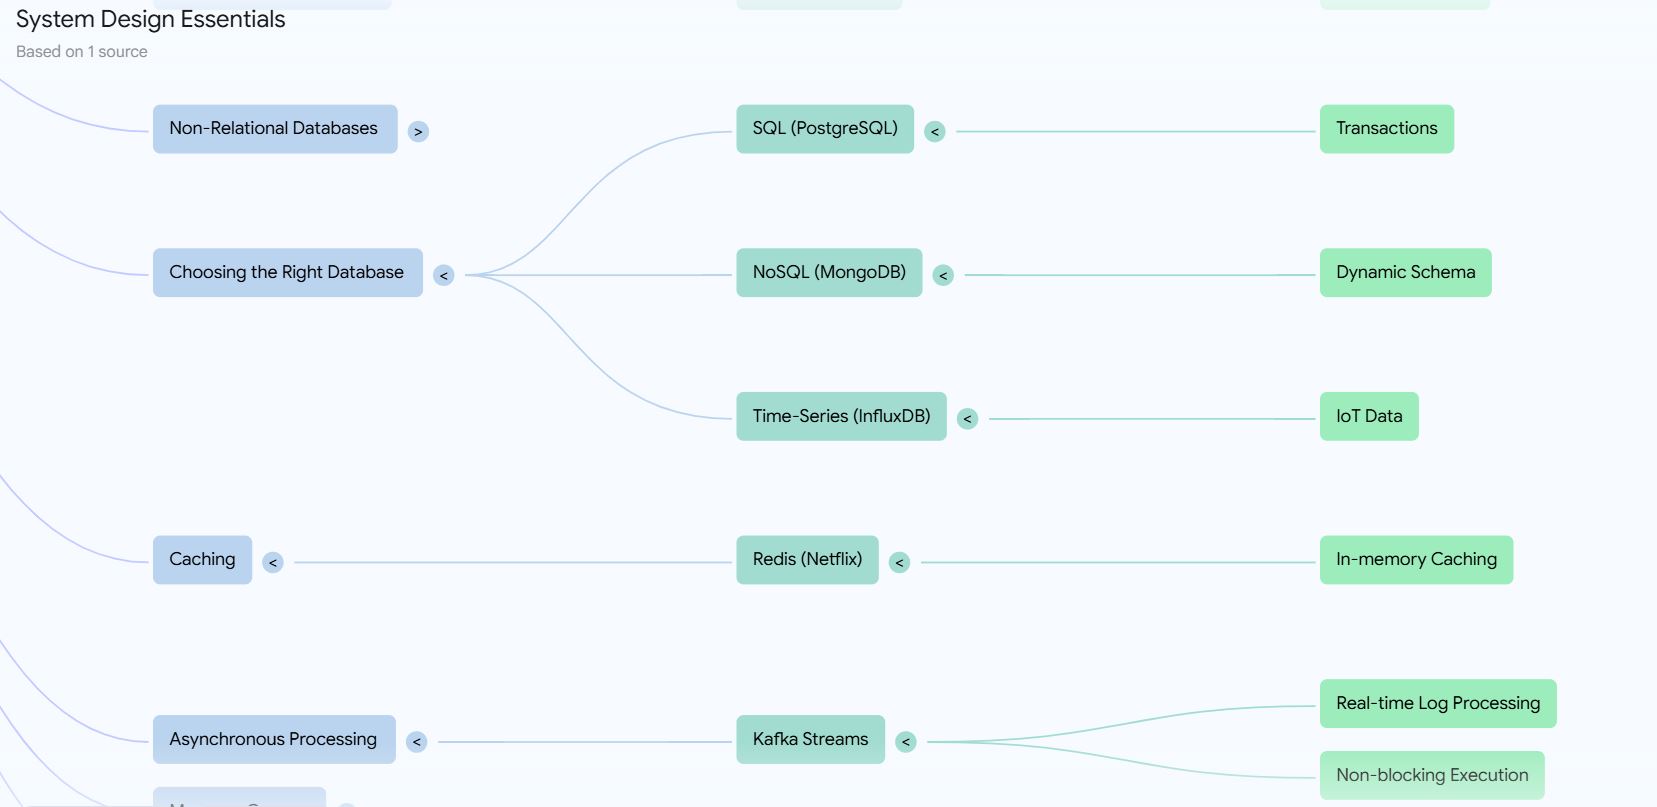 System Design Essentials
Based on 1 source
Non-Relational Databases >
SQL (PostgreSQL) <
Transactions
Choosing the Right Database <
NoSQL (MongoDB) <
Dynamic Schema
Time-Series (InfluxDB) <
IoT Data
Caching <
Redis (Netflix) <
In-memory Caching
Asynchronous Processing <
Kafka Streams <
Real-time Log Processing
Non-blocking Execution